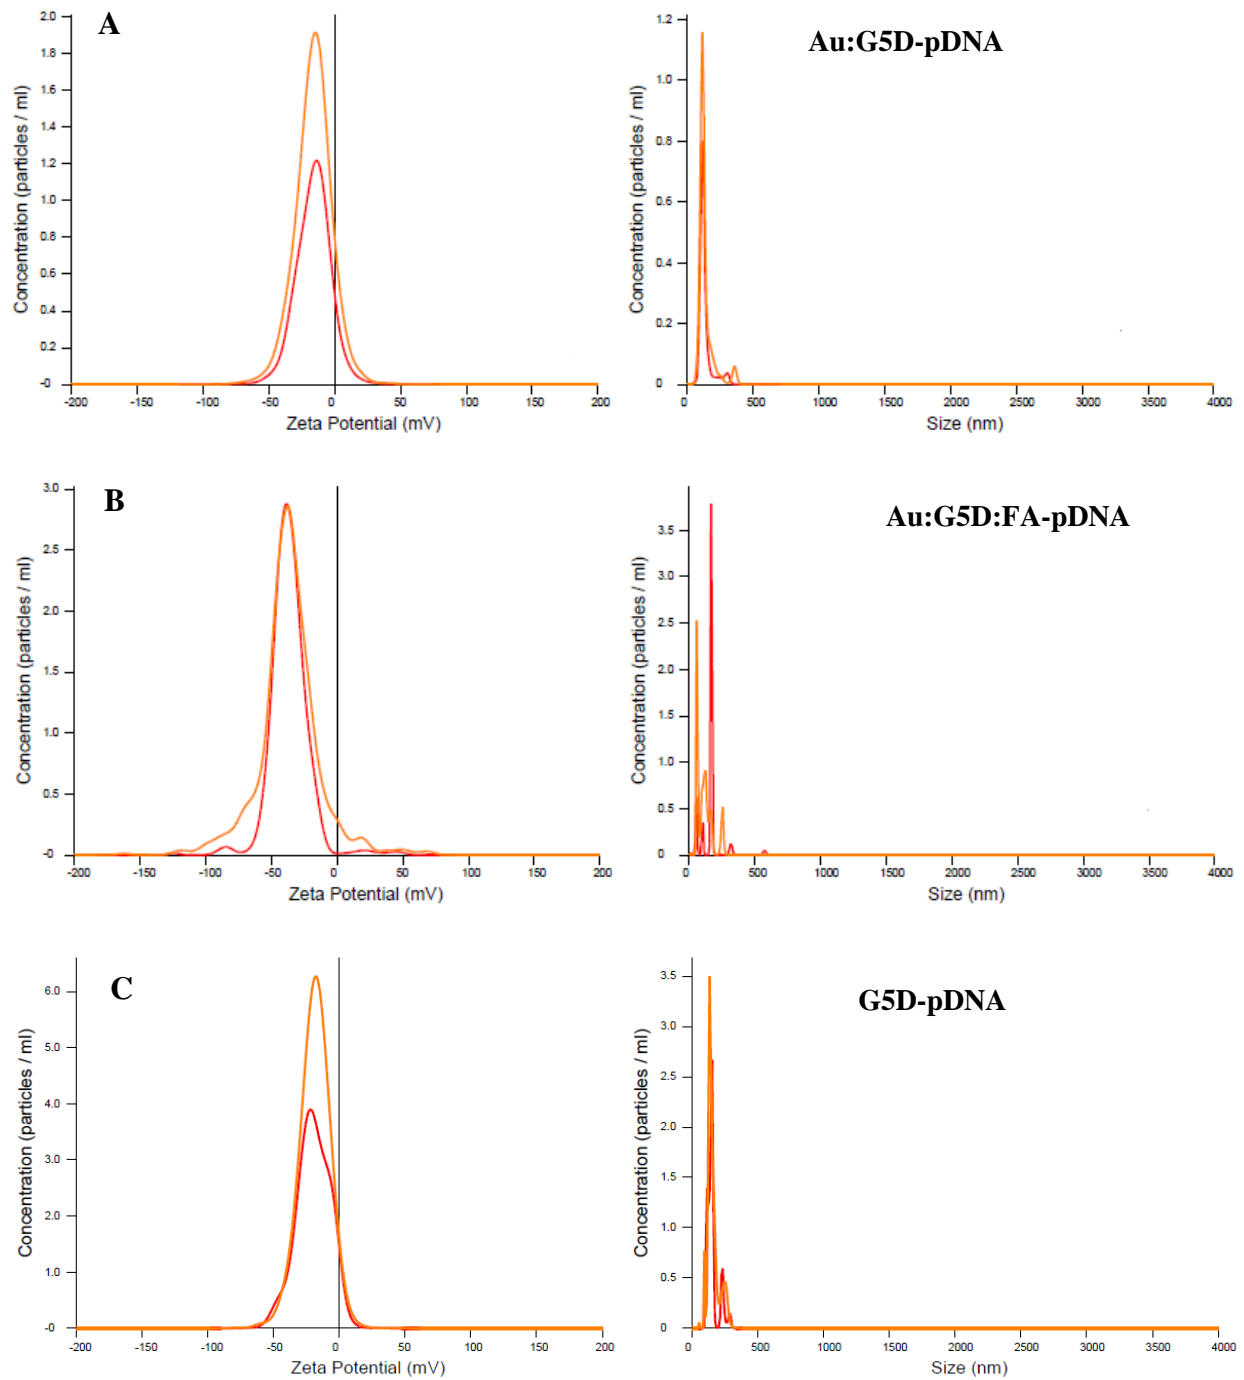 A
Au:G5D-pDNA
Concentration (particles / ml)
2.0
1.8
1.6
1.4
1.2
1.0
0.8
0.6
0.4
0.2
-0
-200 -150 -100 -50 0 50 100 150 200
Zeta Potential (mV)
Concentration (particles / ml)
1.2
1.0
0.8
0.6
0.4
0.2
0
0 500 1000 1500 2000 2500 3000 3500 4000
Size (nm)
B
Au:G5D:FA-pDNA
Concentration (particles / ml)
3.0
2.5
2.0
1.5
1.0
0.5
-0
-200 -150 -100 -50 0 50 100 150 200
Zeta Potential (mV)
Concentration (particles / ml)
3.5
3.0
2.5
2.0
1.5
1.0
0.5
0
0 500 1000 1500 2000 2500 3000 3500 4000
Size (nm)
C
G5D-pDNA
Concentration (particles / ml)
6.0
5.0
4.0
3.0
2.0
1.0
-0
-200 -150 -100 -50 0 50 100 150 200
Zeta Potential (mV)
Concentration (particles / ml)
3.5
3.0
2.5
2.0
1.5
1.0
0.5
0
0 500 1000 1500 2000 2500 3000 3500 4000
Size (nm)